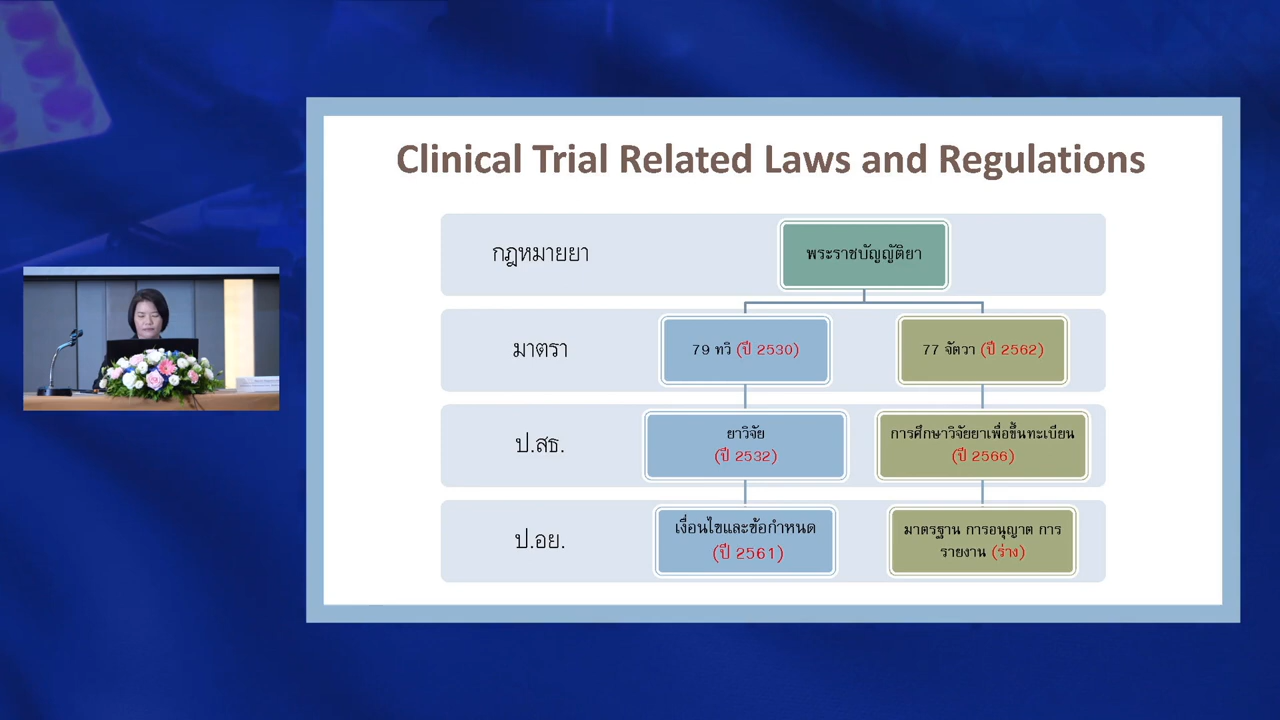 Clinical Trial Related Laws and Regulations
กฎหมายยา
พระราชบัญญัติยา
มาตรา
79 ทวิ (ปี 2530)
77 จัตวา (ปี 2562)
ป.สธ.
ยาวิจัย
(ปี 2532)
การศึกษาวิจัยยาเพื่อขึ้นทะเบียน
(ปี 2566)
ป.อย.
เงื่อนไขและข้อกำหนด
(ปี 2561)
มาตรฐาน การอนุญาต การ
รายงาน (ร่าง)